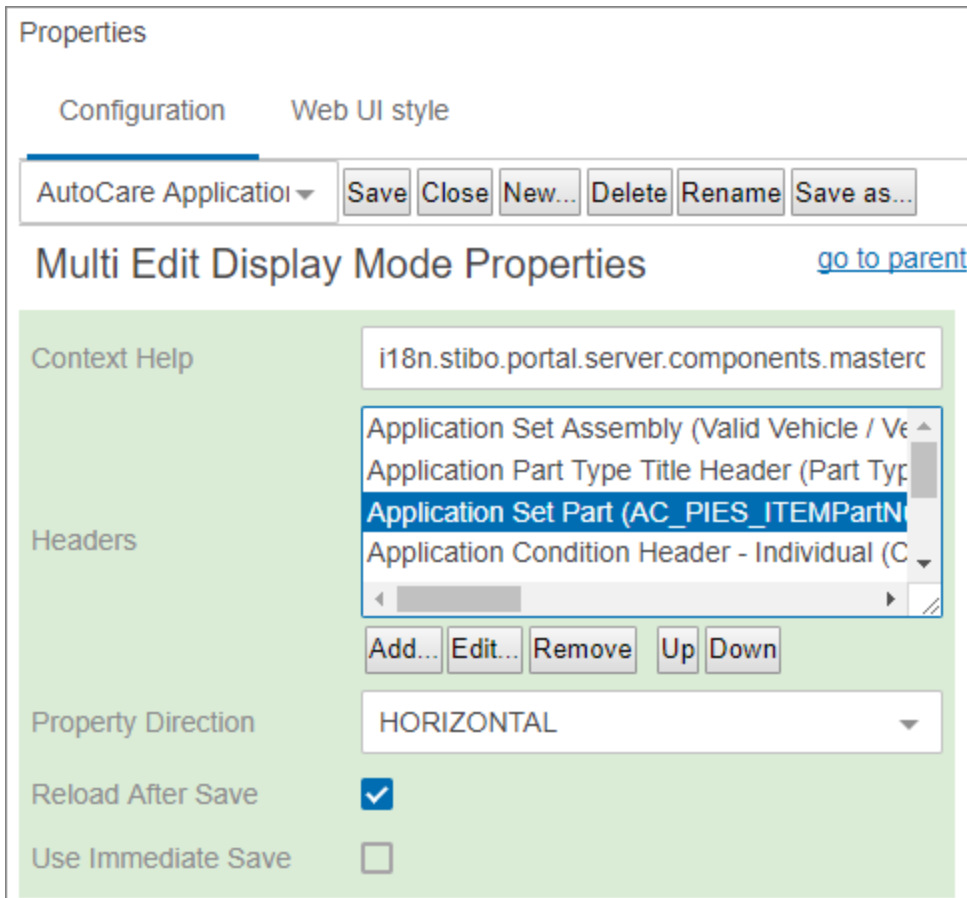 Properties
Configuration Web UI style
AutoCare Application Save Close New... Delete Rename Save as...
Multi Edit Display Mode Properties go to parent
Context Help i18n.stibo.portal.server.components.masterc
Application Set Assembly (Valid Vehicle / Ve
Application Part Type Title Header (Part Typ
Application Set Part (AC_PIES_ITEMPartNu
Headers
Application Condition Header - Individual (C
Add... Edit... Remove Up Down
Property Direction HORIZONTAL
Reload After Save
Use Immediate Save